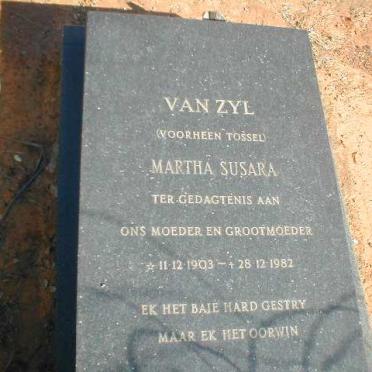 VAN ZYL
(VOORHEEN TOSSEL)
MARTHA SUSARA
TER GEDAGTENIS AAN
ONS MOEDER EN GROOTMOEDER
☆ 11 12 1903 — + 28 12 1982
EK HET BAIE HARD GESTRY
MAAR EK HET OORWIN